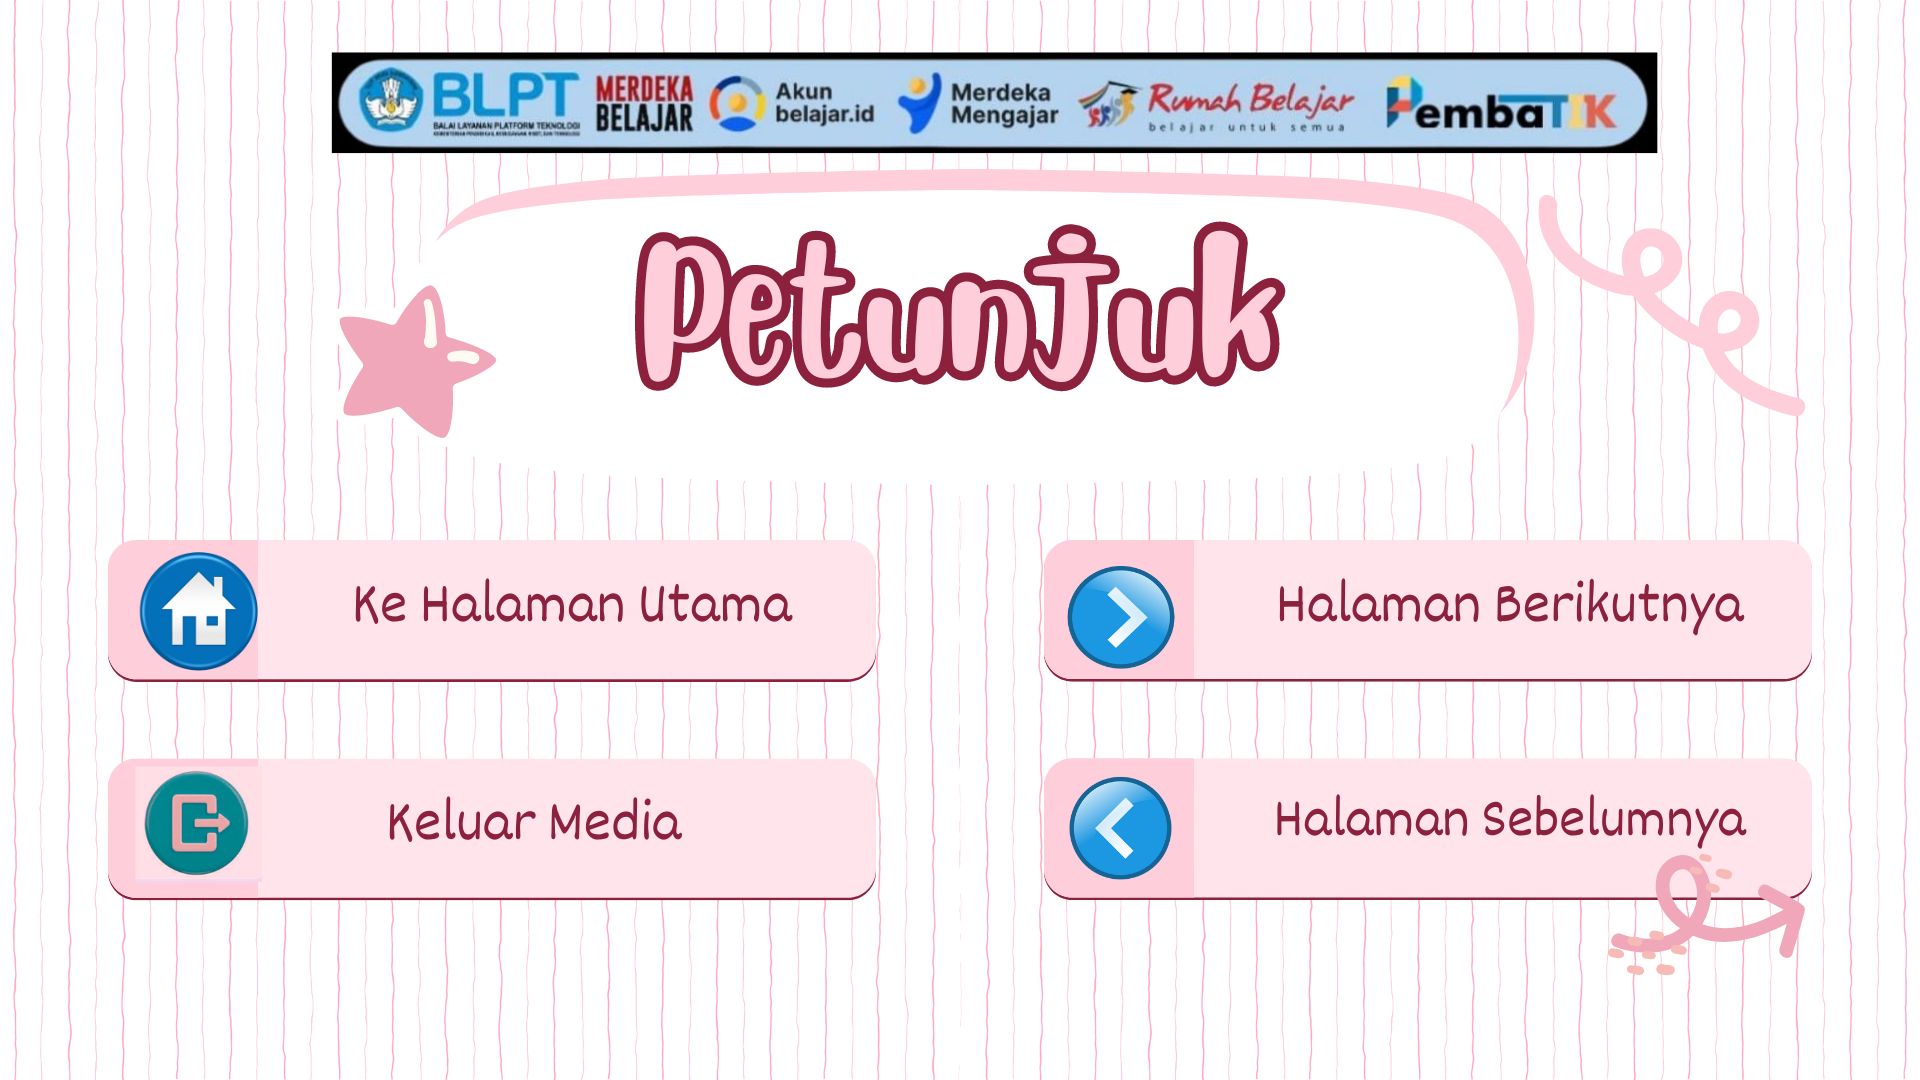 BLPT
BALAI LAYANAN PLATFORM TEKNOLOGI
MERDEKA
BELAJAR
Akun
belajar.id
Merdeka
Mengajar
Rumah Belajar
belajar untuk semua
PembaTIK
Petunjuk
Ke Halaman Utama
Halaman Berikutnya
Keluar Media
Halaman Sebelumnya